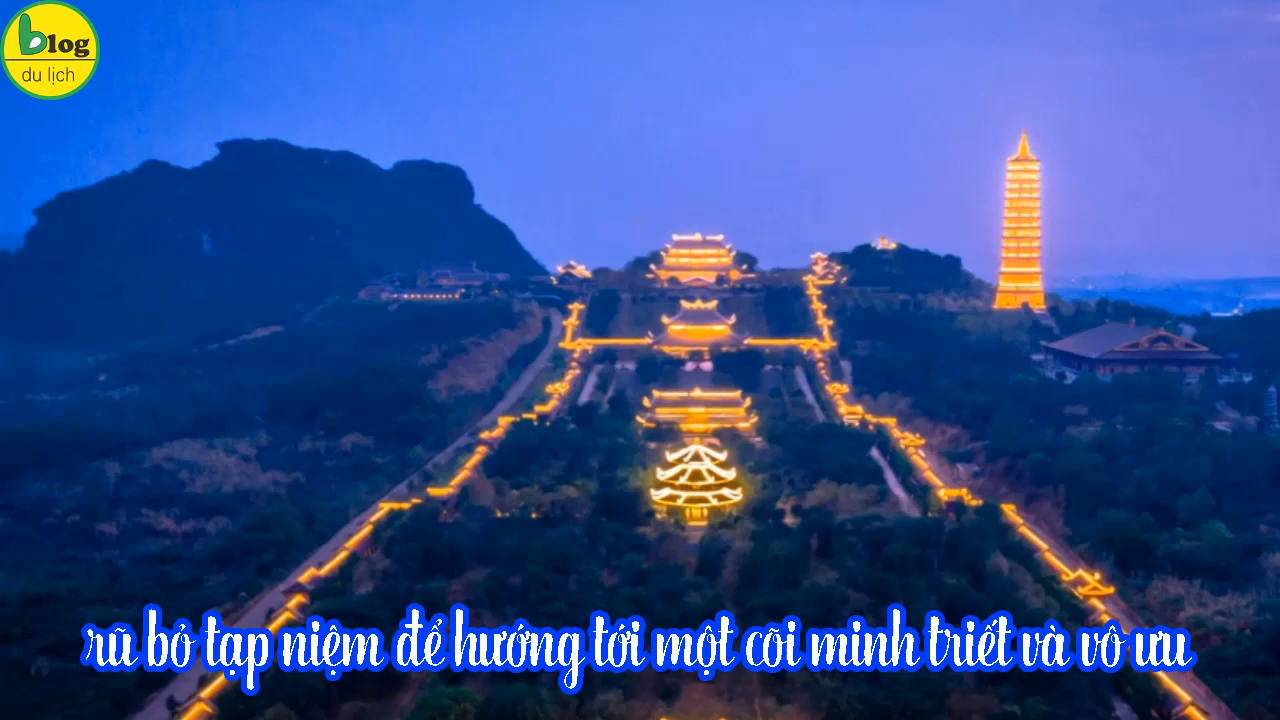 blog
du lịch
rũ bỏ tạp niệm để hướng tới một cõi minh triết và vô ưu